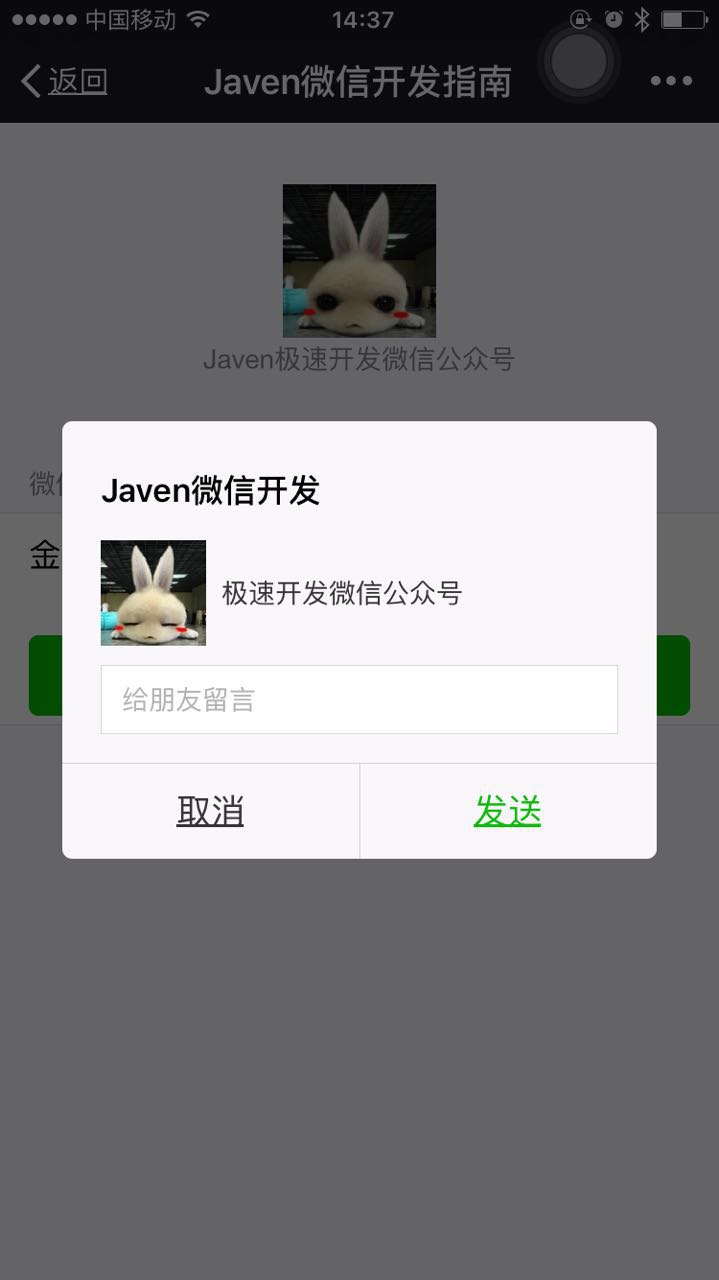 中国移动 14:37
返回 Javen微信开发指南
Javen极速开发微信公众号
微
金
Javen微信开发
极速开发微信公众号
给朋友留言
取消 发送